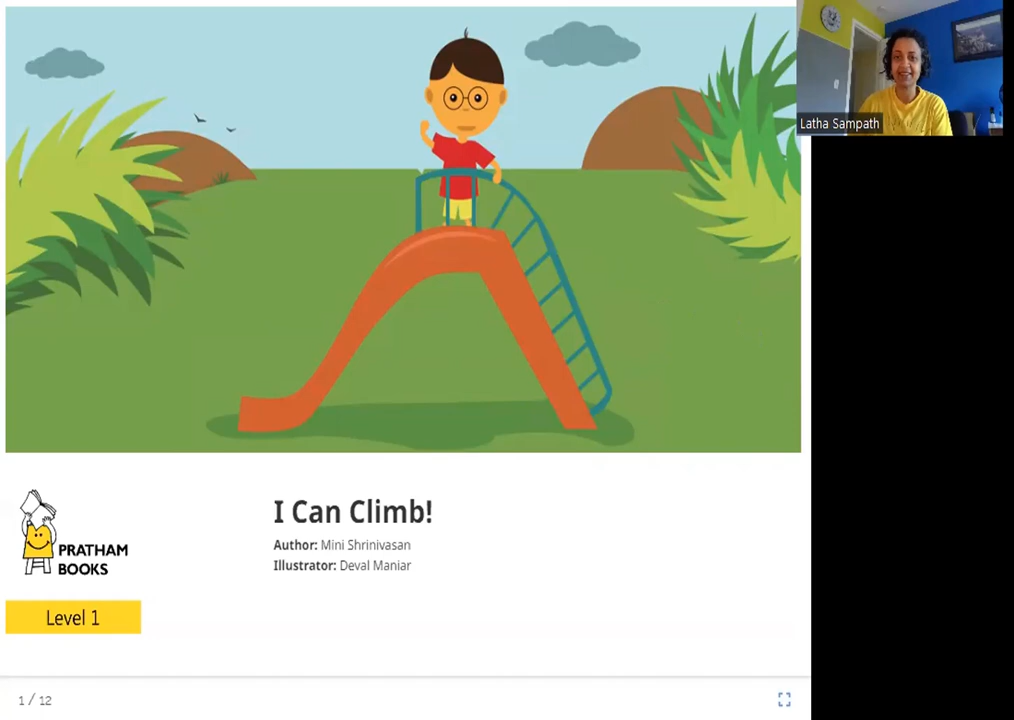 Latha Sampath
I Can Climb!
Author: Mini Shrinivasan
Illustrator: Deval Maniar
PRATHAM
BOOKS
Level 1
1 / 12